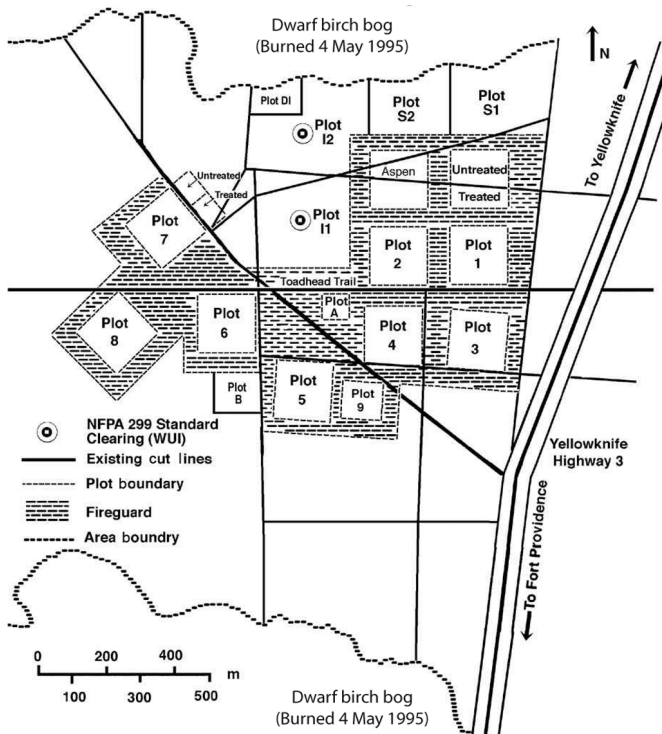 Dwarf birch bog
(Burned 4 May 1995)
N
To Yellowknife
Plot DI
Plot
I2
Plot
S2
Plot
S1
Untreated
Treated
Aspen
Untreated
Treated
Plot
7
Plot
I1
Plot
2
Plot
1
Toadhead Trail
Plot
8
Plot
6
Plot
A
Plot
4
Plot
3
Plot
B
Plot
5
Plot
9
NFPA 299 Standard
Clearing (WUI)
Existing cut lines
Plot boundary
Fireguard
Area boundry
Yellowknife
Highway 3
To Fort Providence
0 200 400
m
100 300 500
Dwarf birch bog
(Burned 4 May 1995)